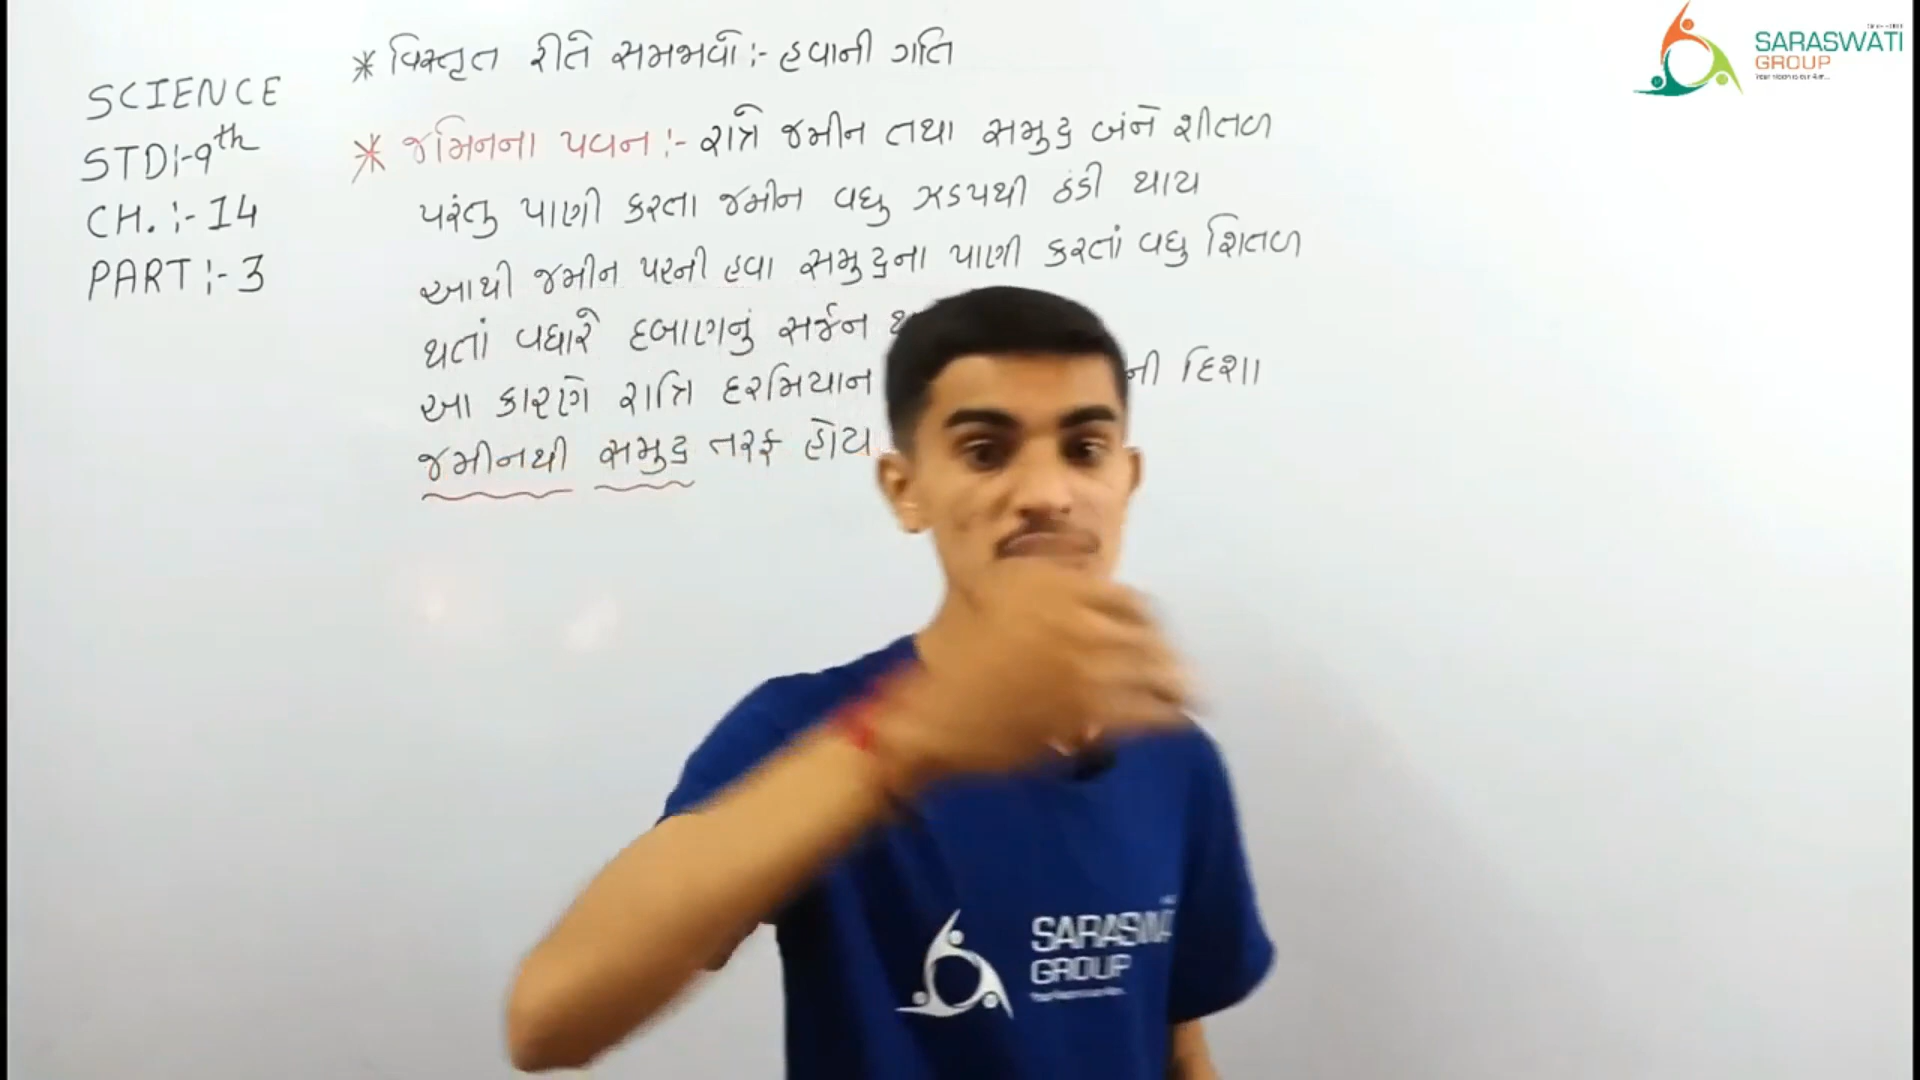 SCIENCE
STD:-9th
CH. :- 14
PART :- 3
* વિસ્તૃત રીતે સમજાવો :- હવાની ગતિ
* જમિનના પવન :- રાત્રે જમીન તથા સમુદ્ર બંને શીતળ
પરંતુ પાણી કરતા જમીન વધુ ઝડપથી ઠંડી થાય
આથી જમીન પરની હવા સમુદ્રના પાણી કરતાં વધુ શિતળ
થતાં વધારે દબાણનું સર્જન
આ કારણે રાત્રિ દરમિયાન ની દિશા
જમીનથી સમુદ્ર તરફ હોય
SARASWATI
GROUP
GROUP